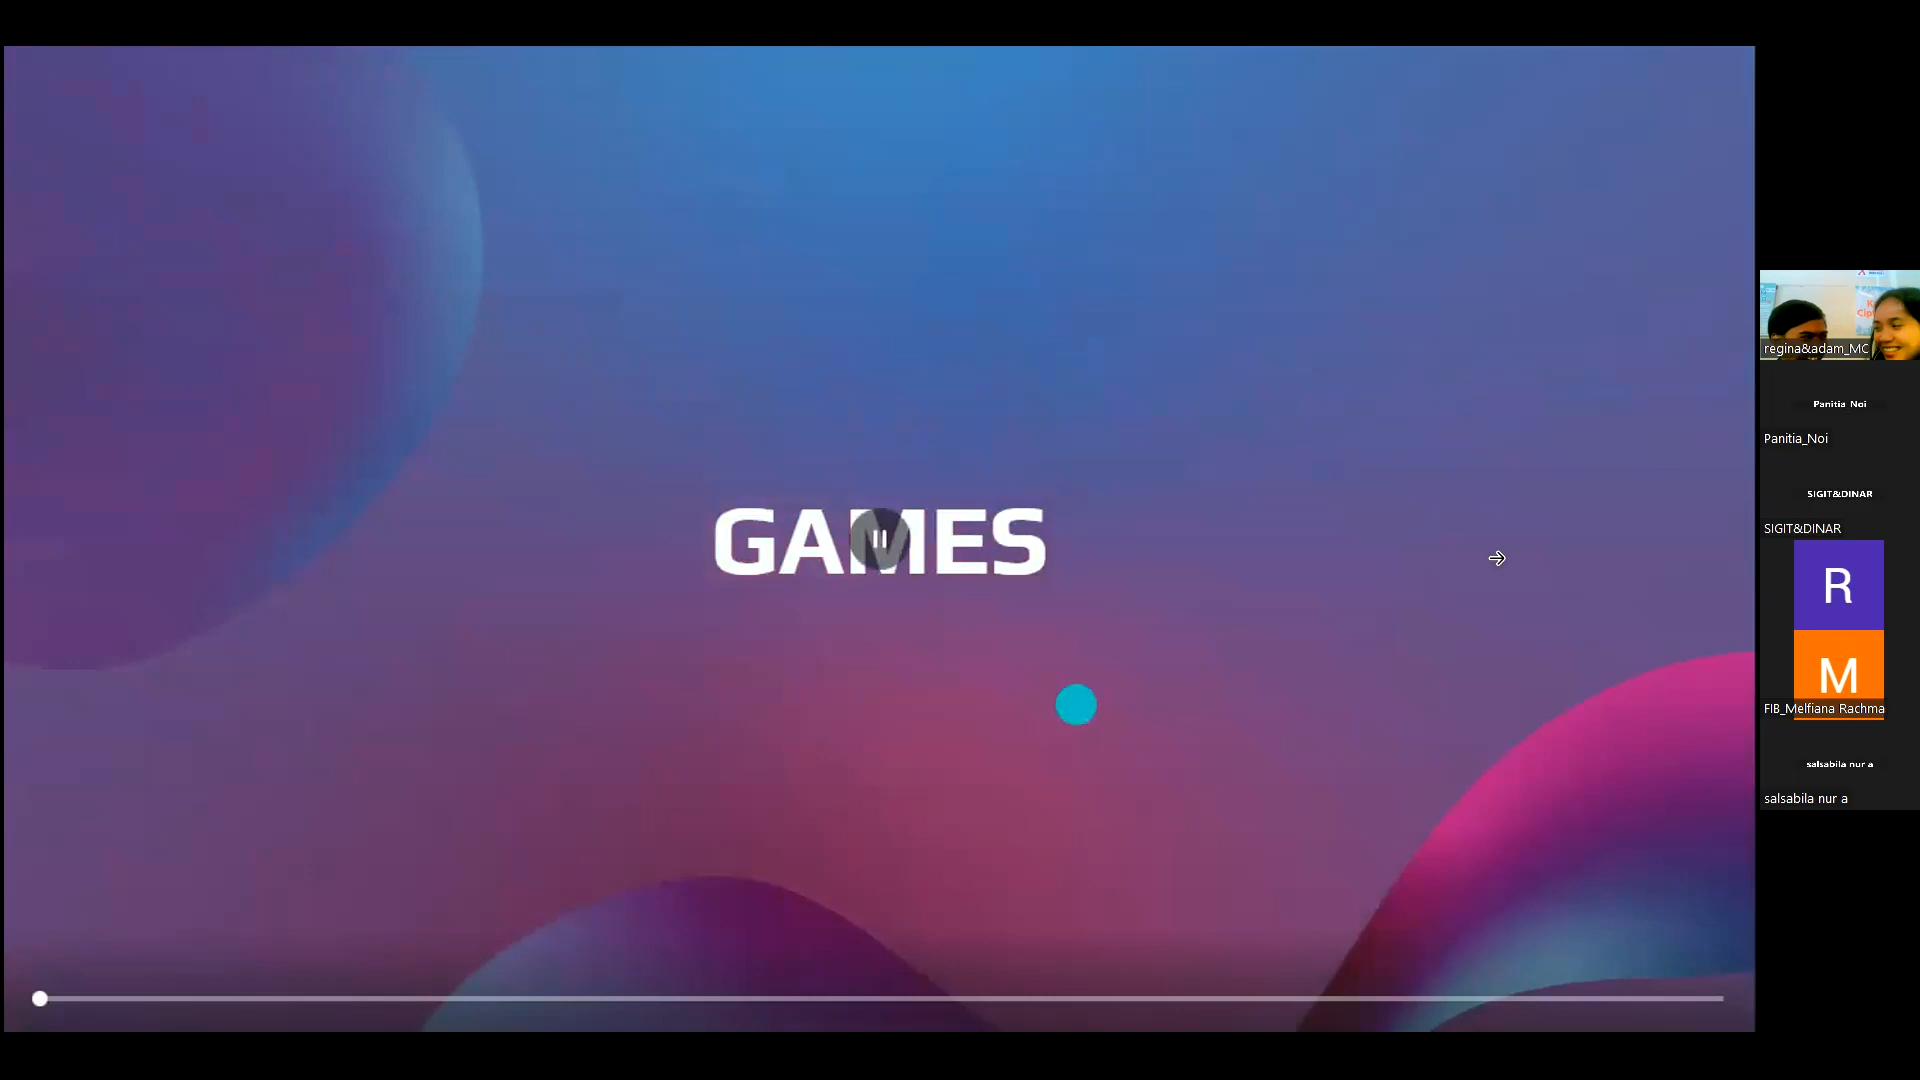 GAMES
regina&adam_MC
Panitia_Noi
Panitia_Noi
SIGIT&DINAR
SIGIT&DINAR
R
M
FIB_Melfiana Rachma
salsabila nur a
salsabila nur a